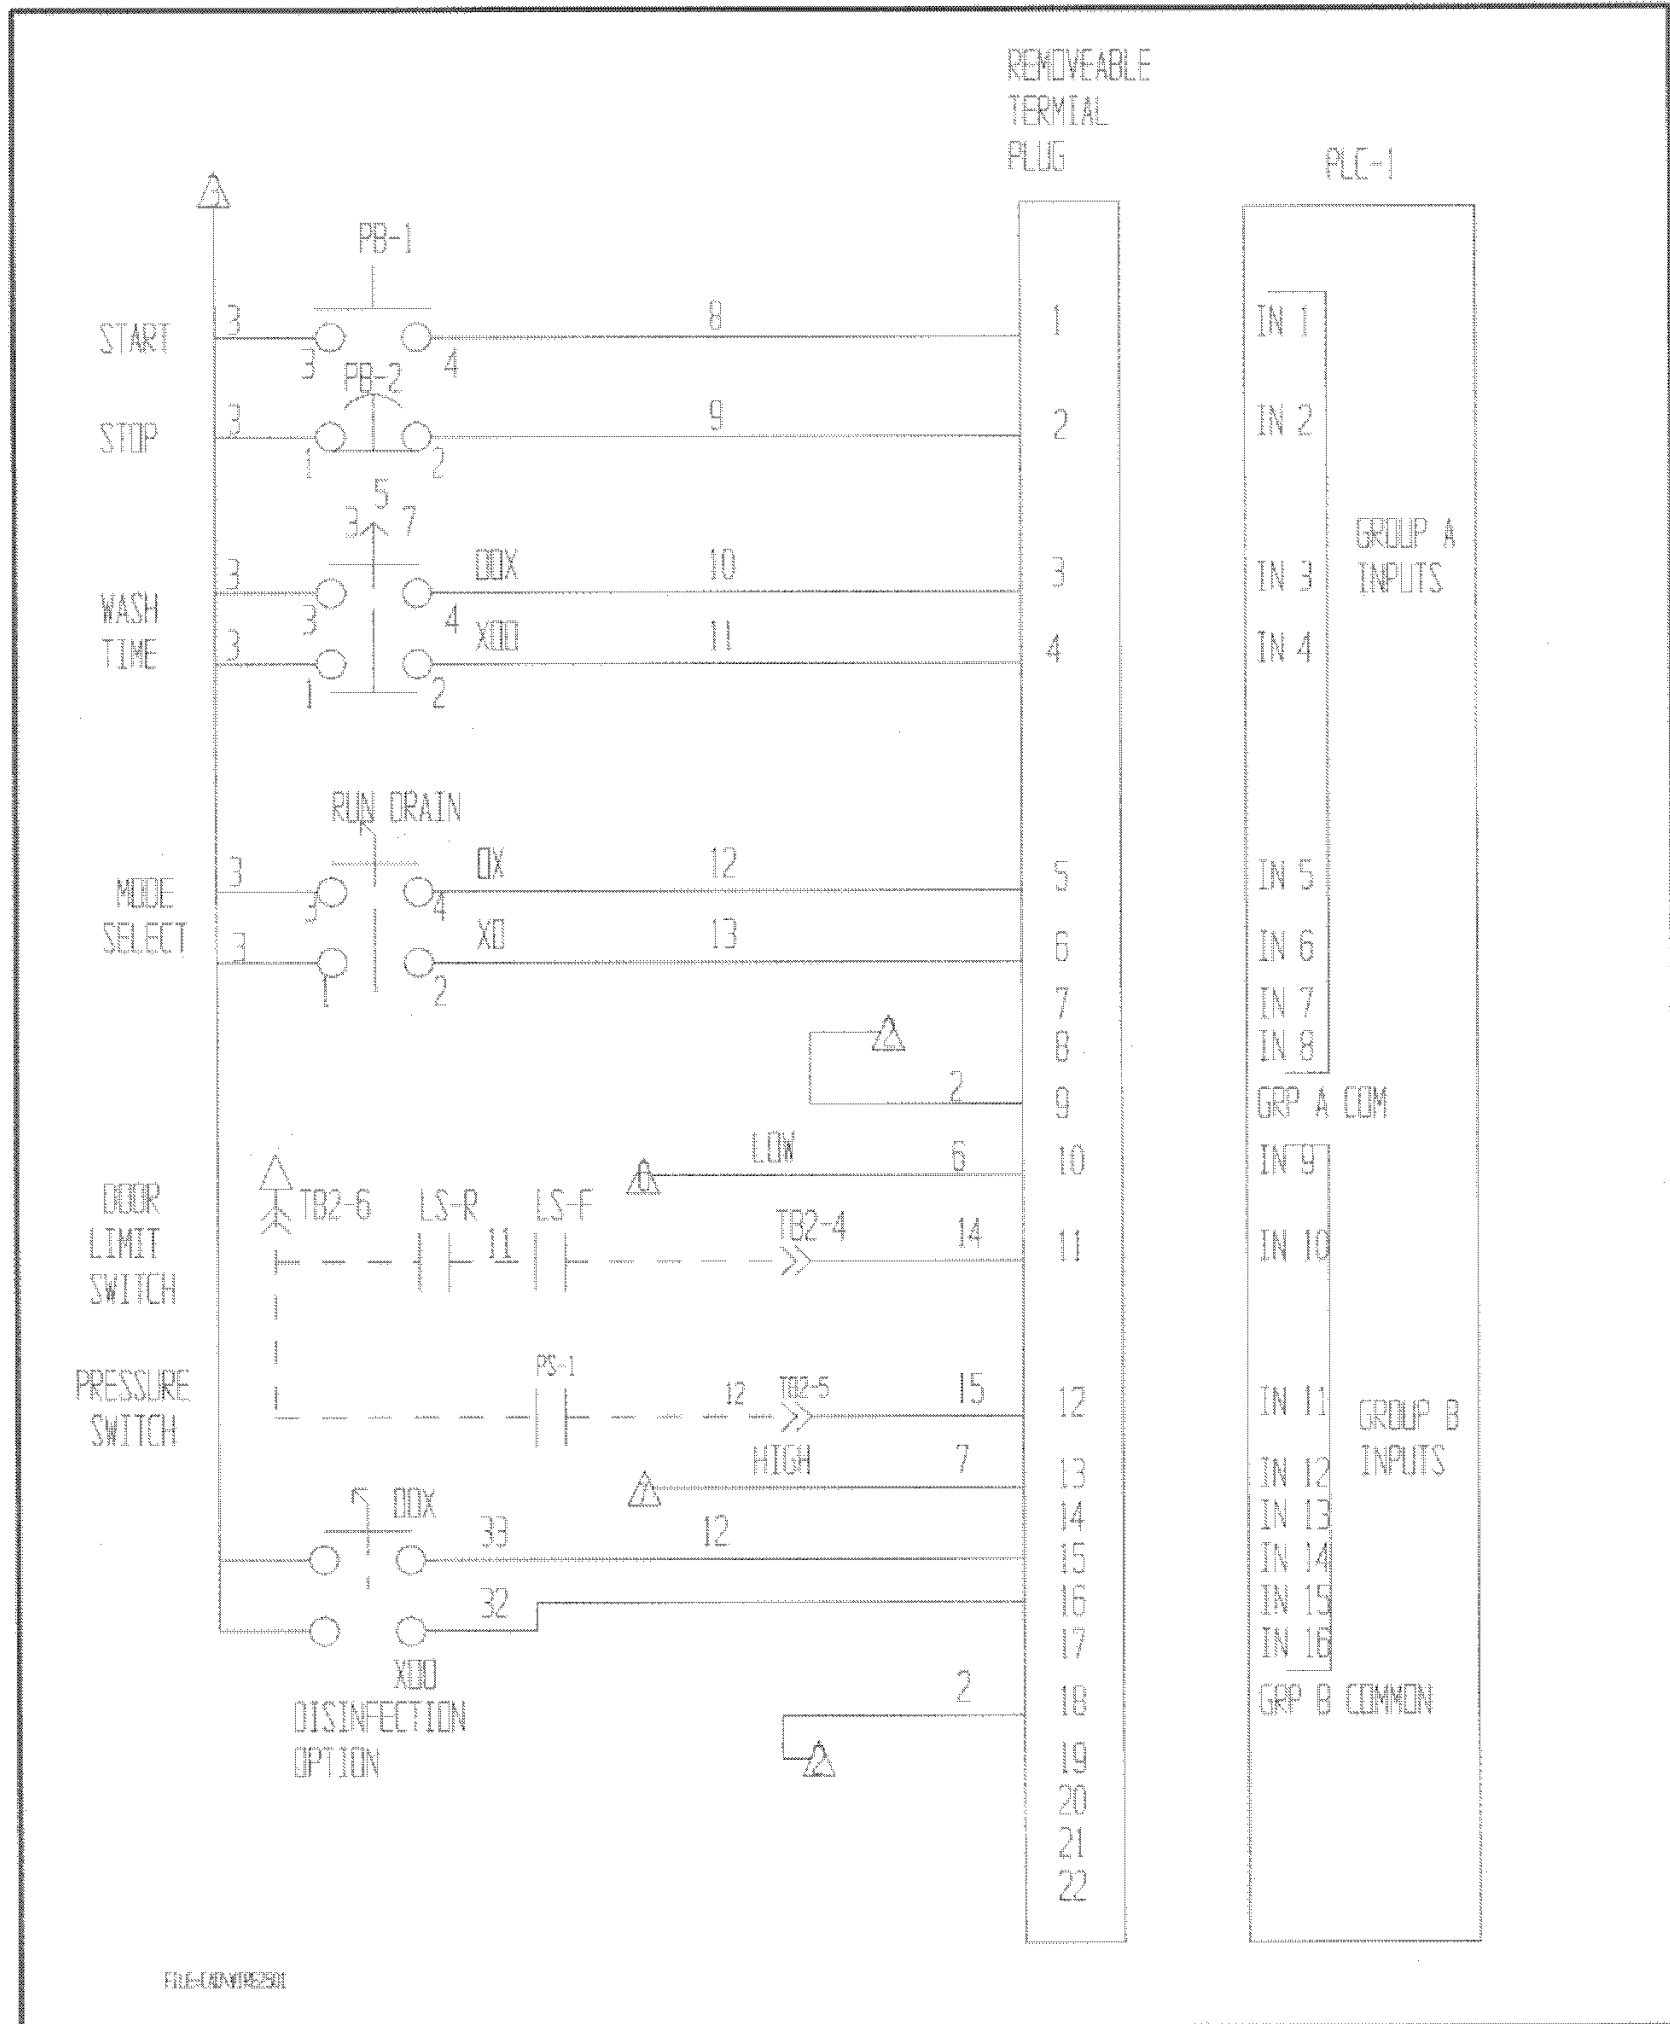 REMOVEABLE
TERMIAL
PLUG
PLC-1
3
PB-1
START
3
3
4
8
1
IN 1
PB-2
STOP
3
1
2
9
2
IN 2
5
3 7
GROUP A
INPUTS
WASH
TIME
3
3
4
OOX
10
3
IN 3
3
1
2
XOO
11
4
IN 4
RUN DRAIN
MODE
SELECT
3
3
4
OX
12
5
IN 5
3
1
2
XO
13
6
IN 6
7
IN 7
2
8
IN 8
2
9
GRP A COM
LOW
6
6
10
IN 9
DOOR
LIMIT
SWITCH
TB2-6
LS-R
11
LS-F
TB2-4
14
11
IN 10
PRESSURE
SWITCH
PS-1
12
TB2-5
15
12
IN 11
GROUP B
INPUTS
HIGH
7
7
13
IN 12
14
IN 13
OOX
33
12
15
IN 14
32
16
IN 15
17
IN 16
XOO
DISINFECTION
OPTION
2
18
GRP B COMMON
2
19
20
21
22